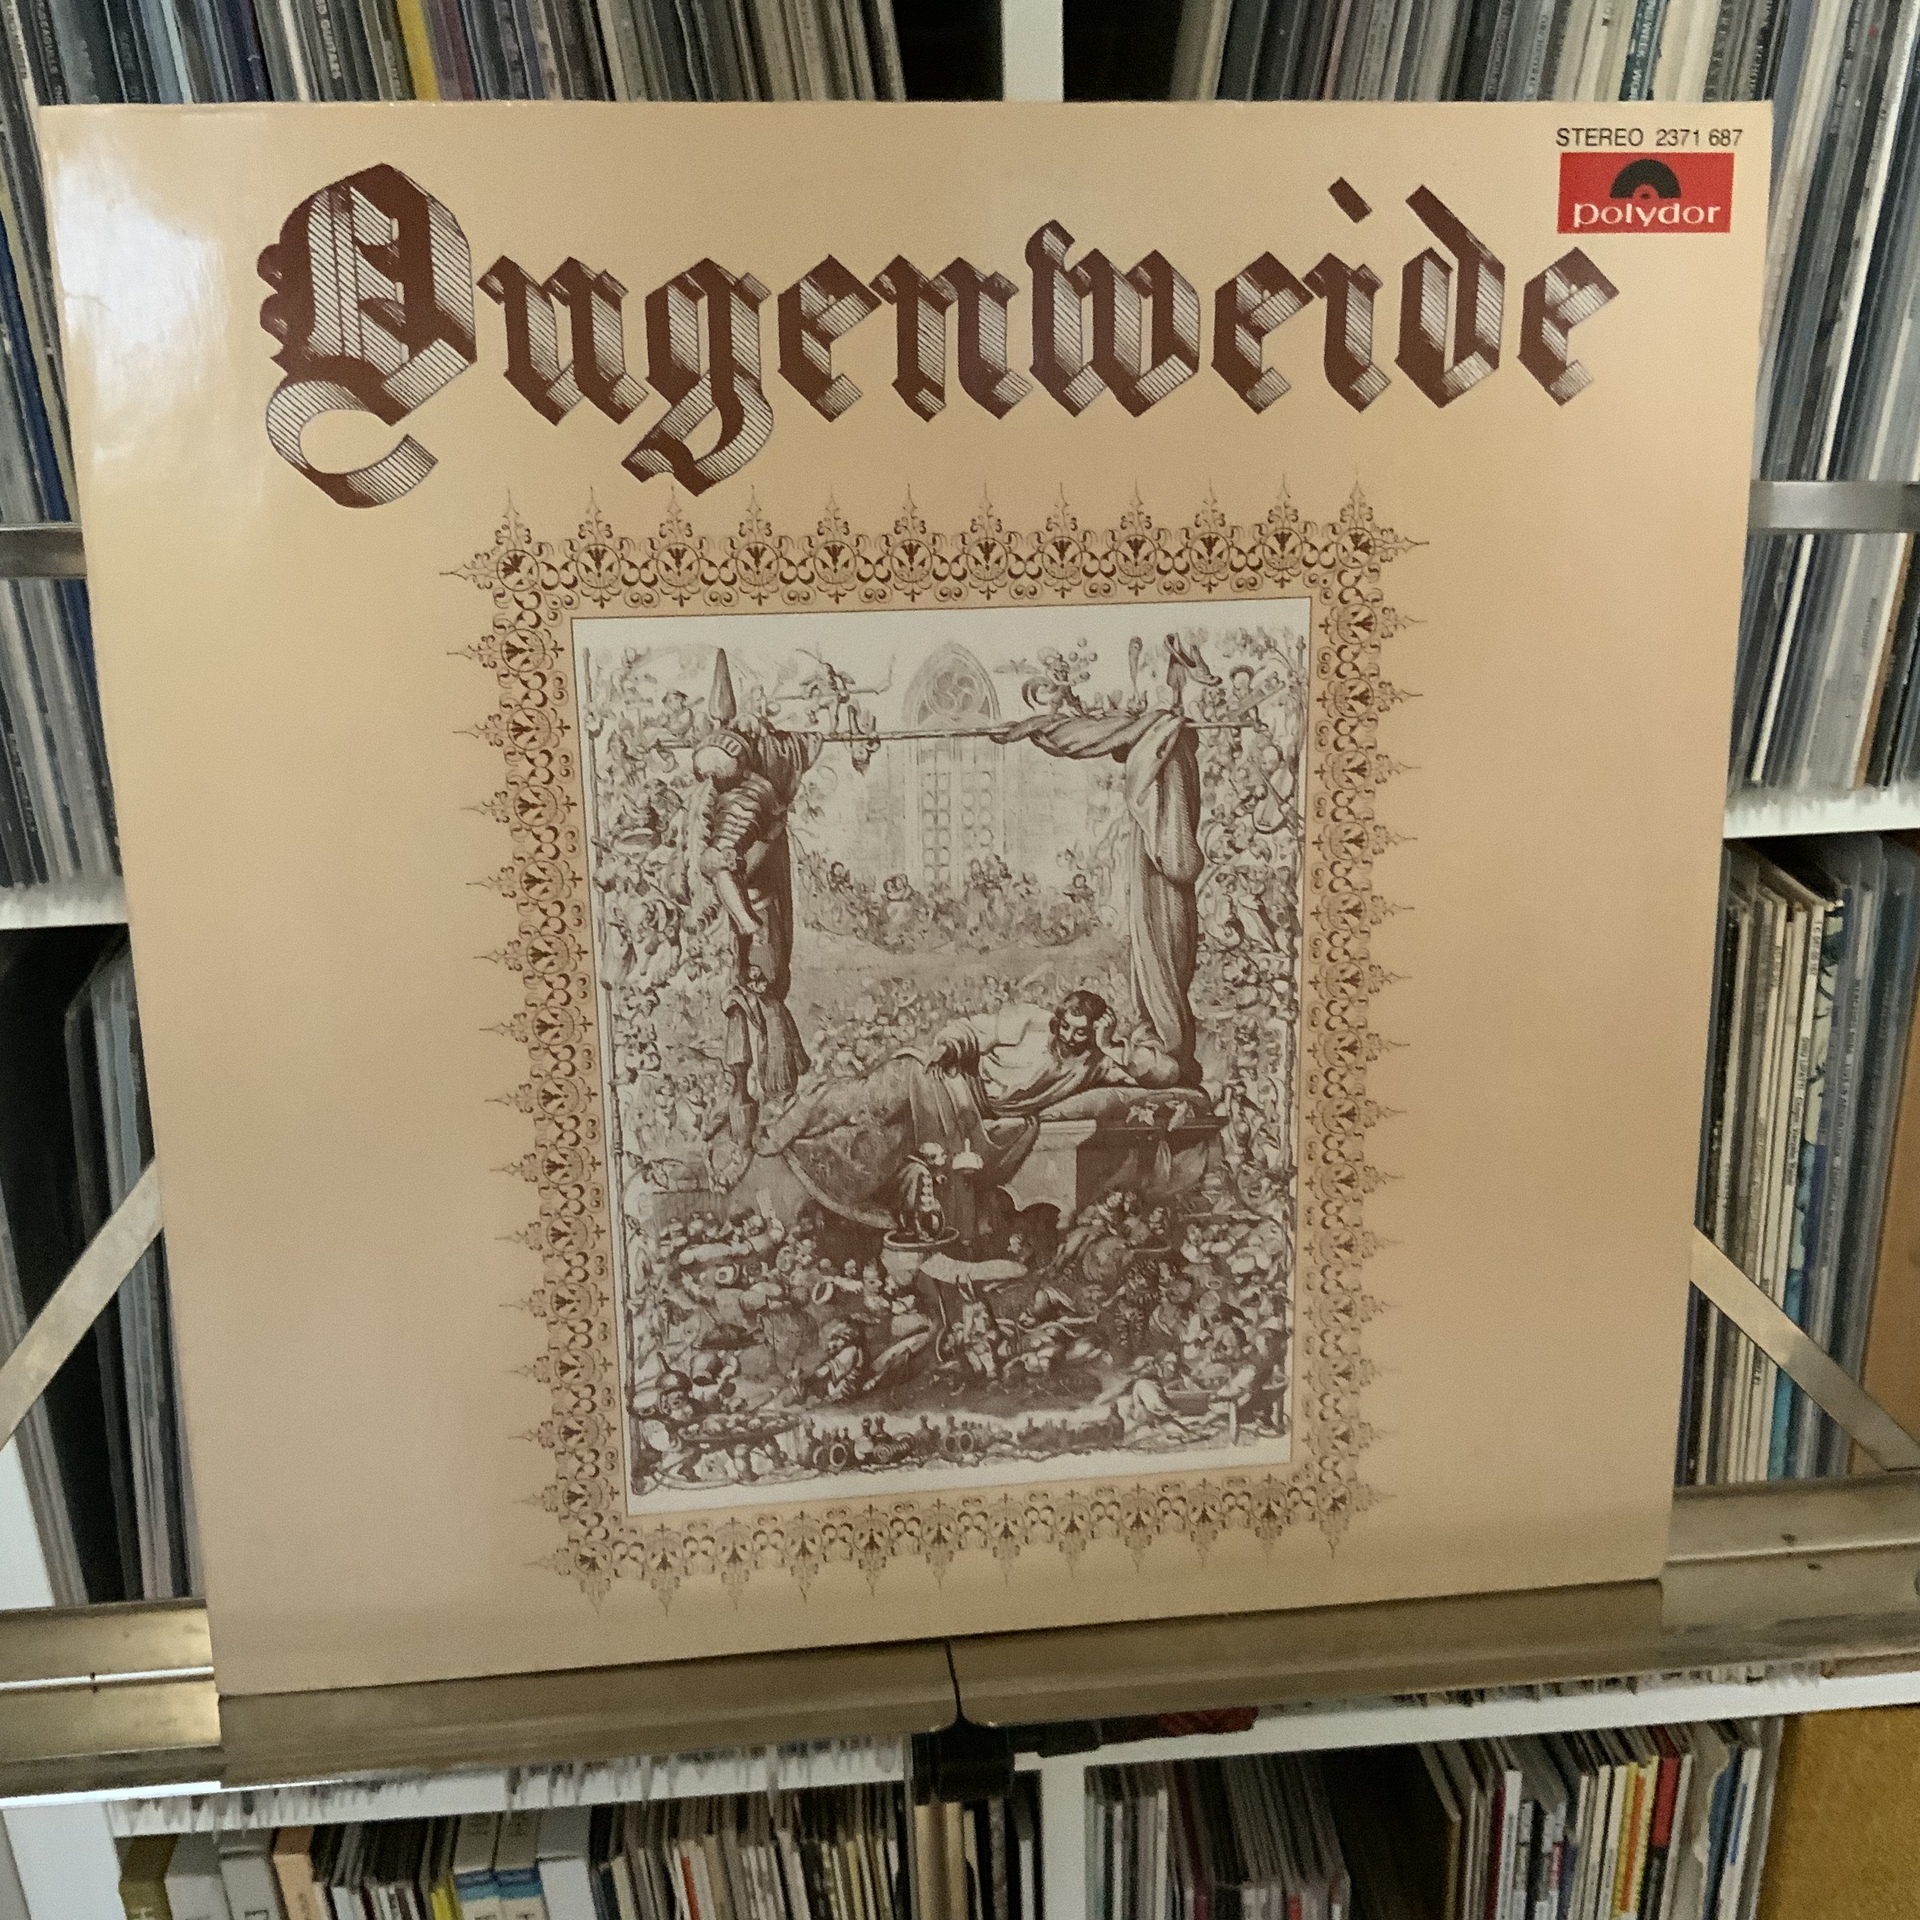 STEREO 2371 687
polydor
Ougenweide